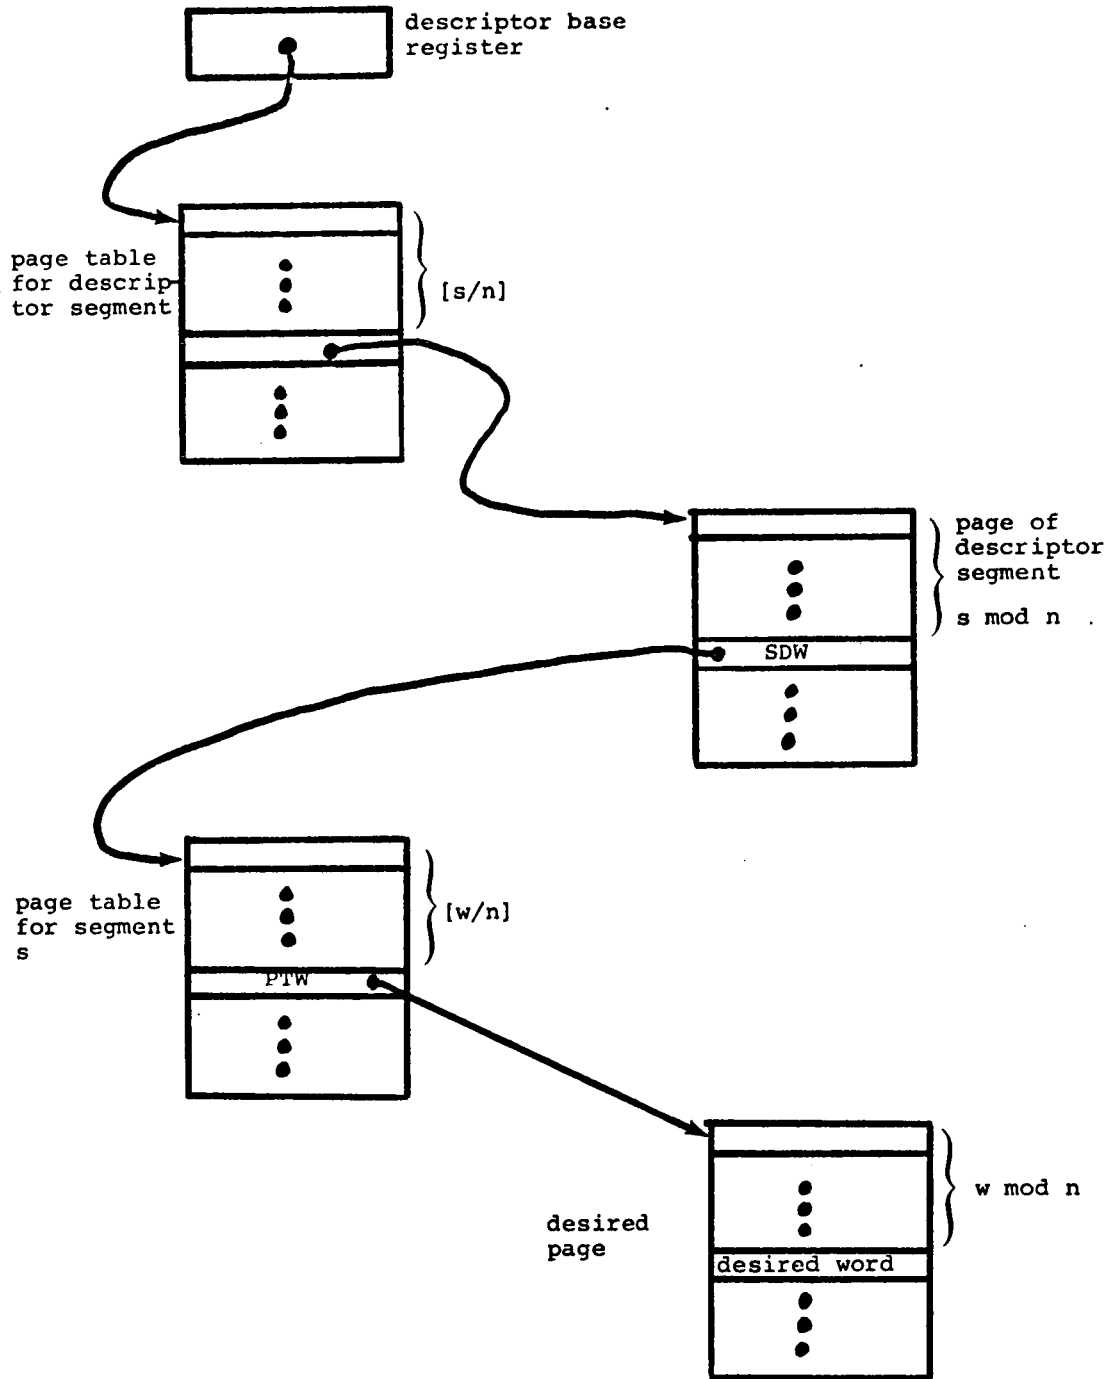 descriptor base
register
page table
for descrip-
tor segment
[s/n]
page of
descriptor
segment
s mod n
SDW
page table
for segment
s
[w/n]
PTW
w mod n
desired
page
desired word